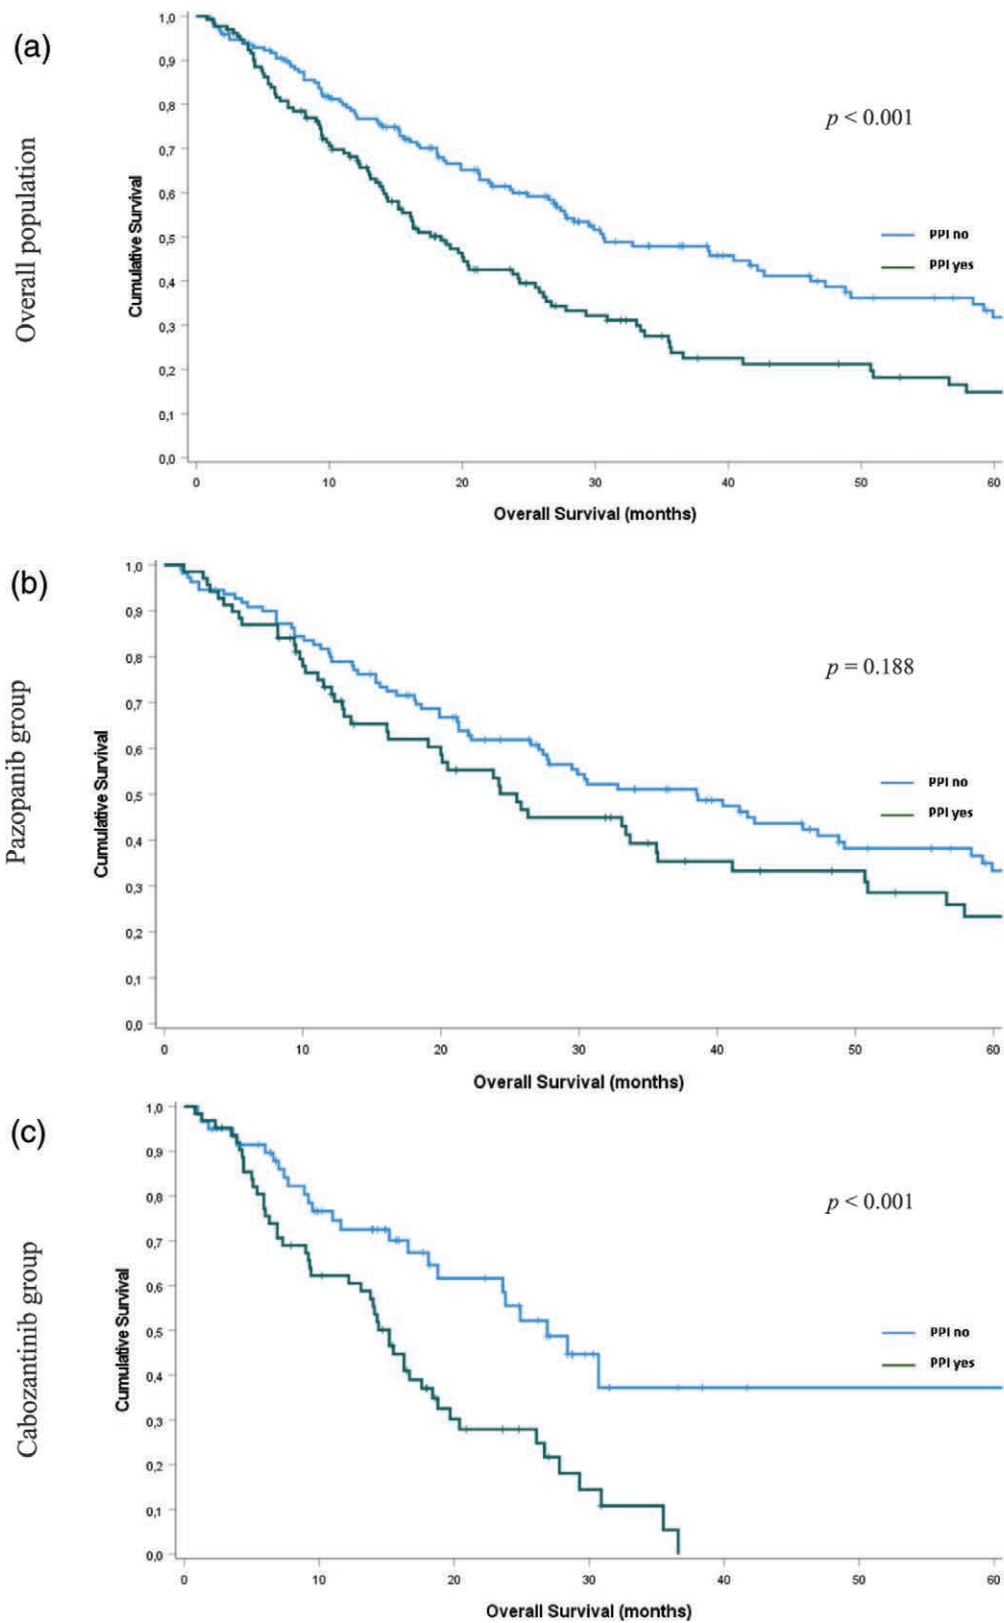 (a)
Overall population
Cumulative Survival
1,0
0,9
0,8
0,7
0,6
0,5
0,4
0,3
0,2
0,1
0,0
p < 0.001
PPI no
PPI yes
0 10 20 30 40 50 60
Overall Survival (months)
(b)
Pazopanib group
Cumulative Survival
1,0
0,9
0,8
0,7
0,6
0,5
0,4
0,3
0,2
0,1
0,0
p = 0.188
PPI no
PPI yes
0 10 20 30 40 50 60
Overall Survival (months)
(c)
Cabozantinib group
Cumulative Survival
1,0
0,9
0,8
0,7
0,6
0,5
0,4
0,3
0,2
0,1
0,0
p < 0.001
PPI no
PPI yes
0 10 20 30 40 50 60
Overall Survival (months)